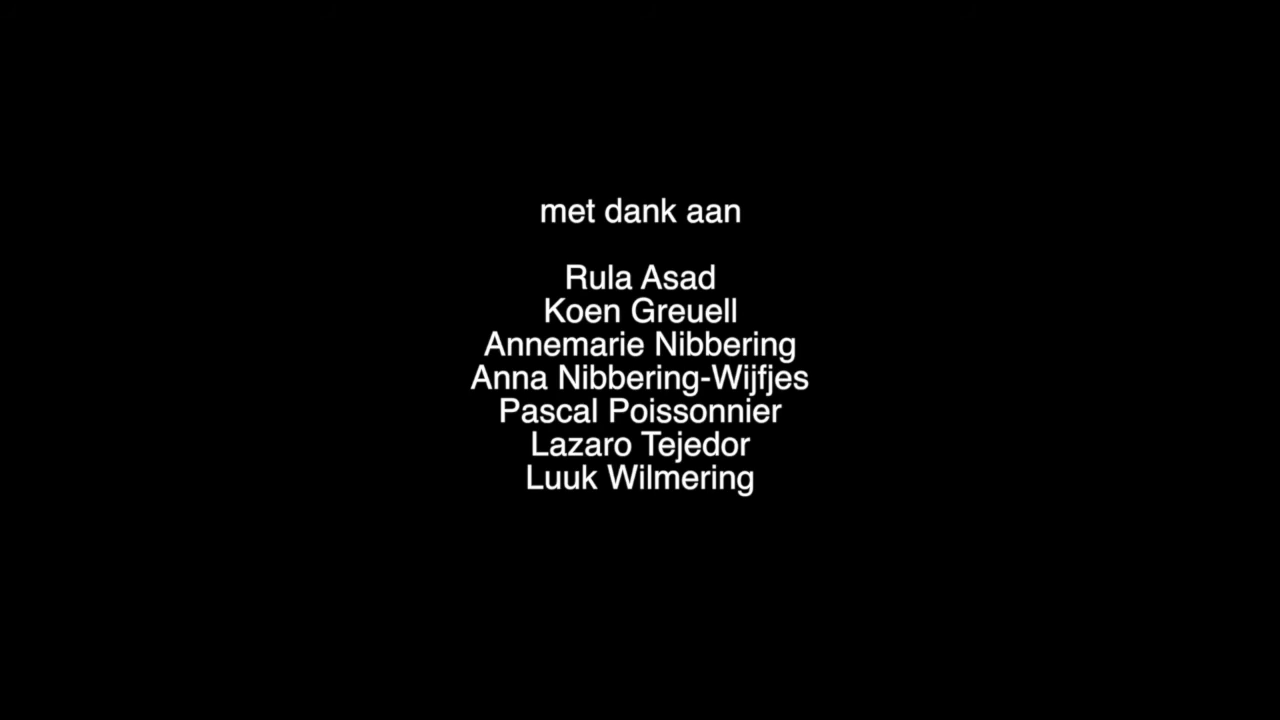 met dank aan
Rula Asad
Koen Greuell
Annemarie Nibbering
Anna Nibbering-Wijfjes
Pascal Poissonnier
Lazaro Tejedor
Luuk Wilmering